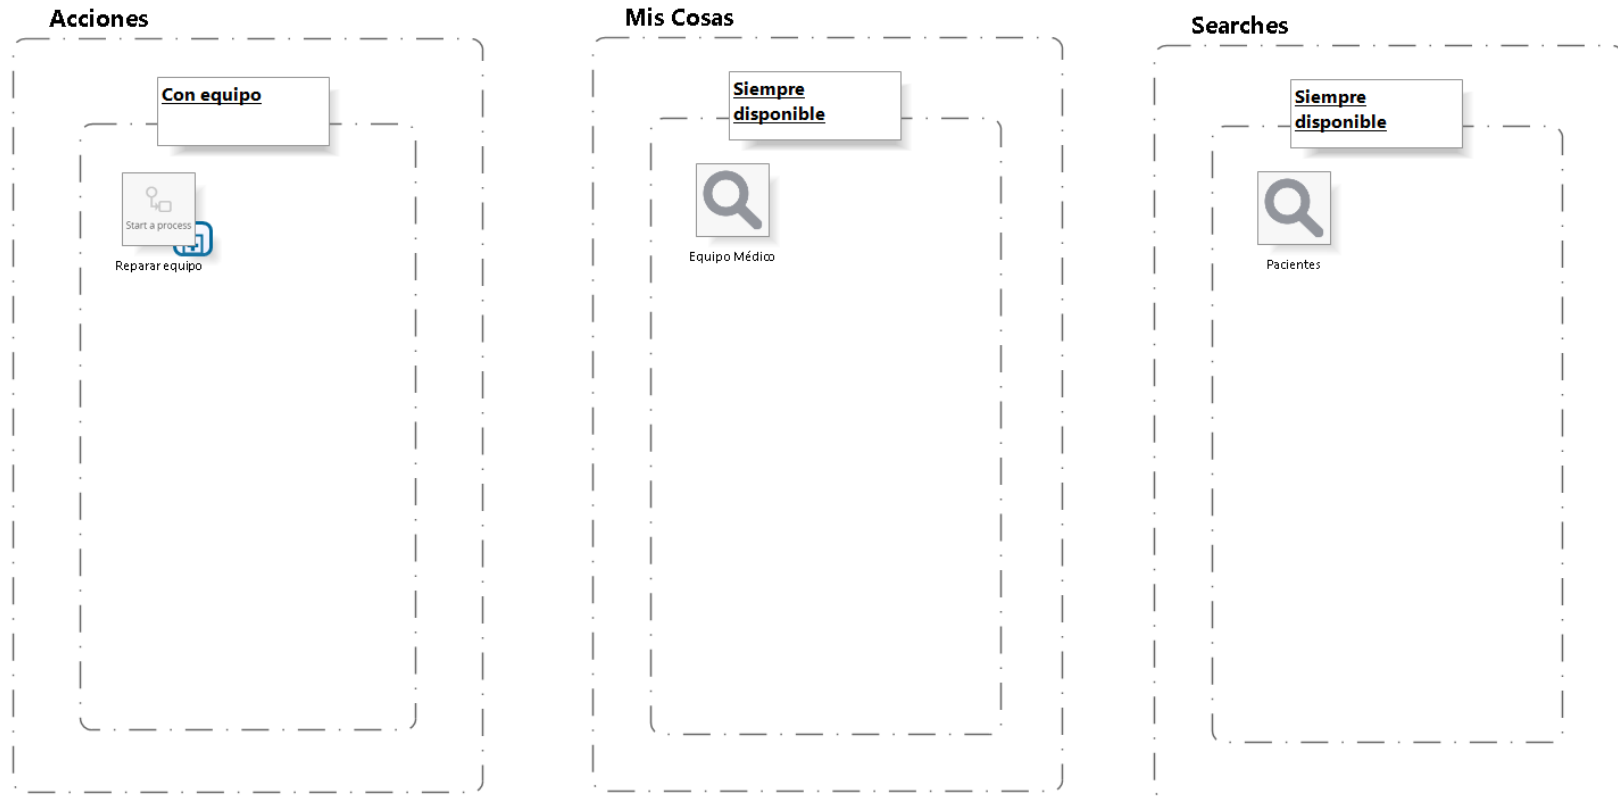 Acciones
Con equipo
Start a process
Reparar equipo
Mis Cosas
Siempre
disponible
Equipo Médico
Searches
Siempre
disponible
Pacientes